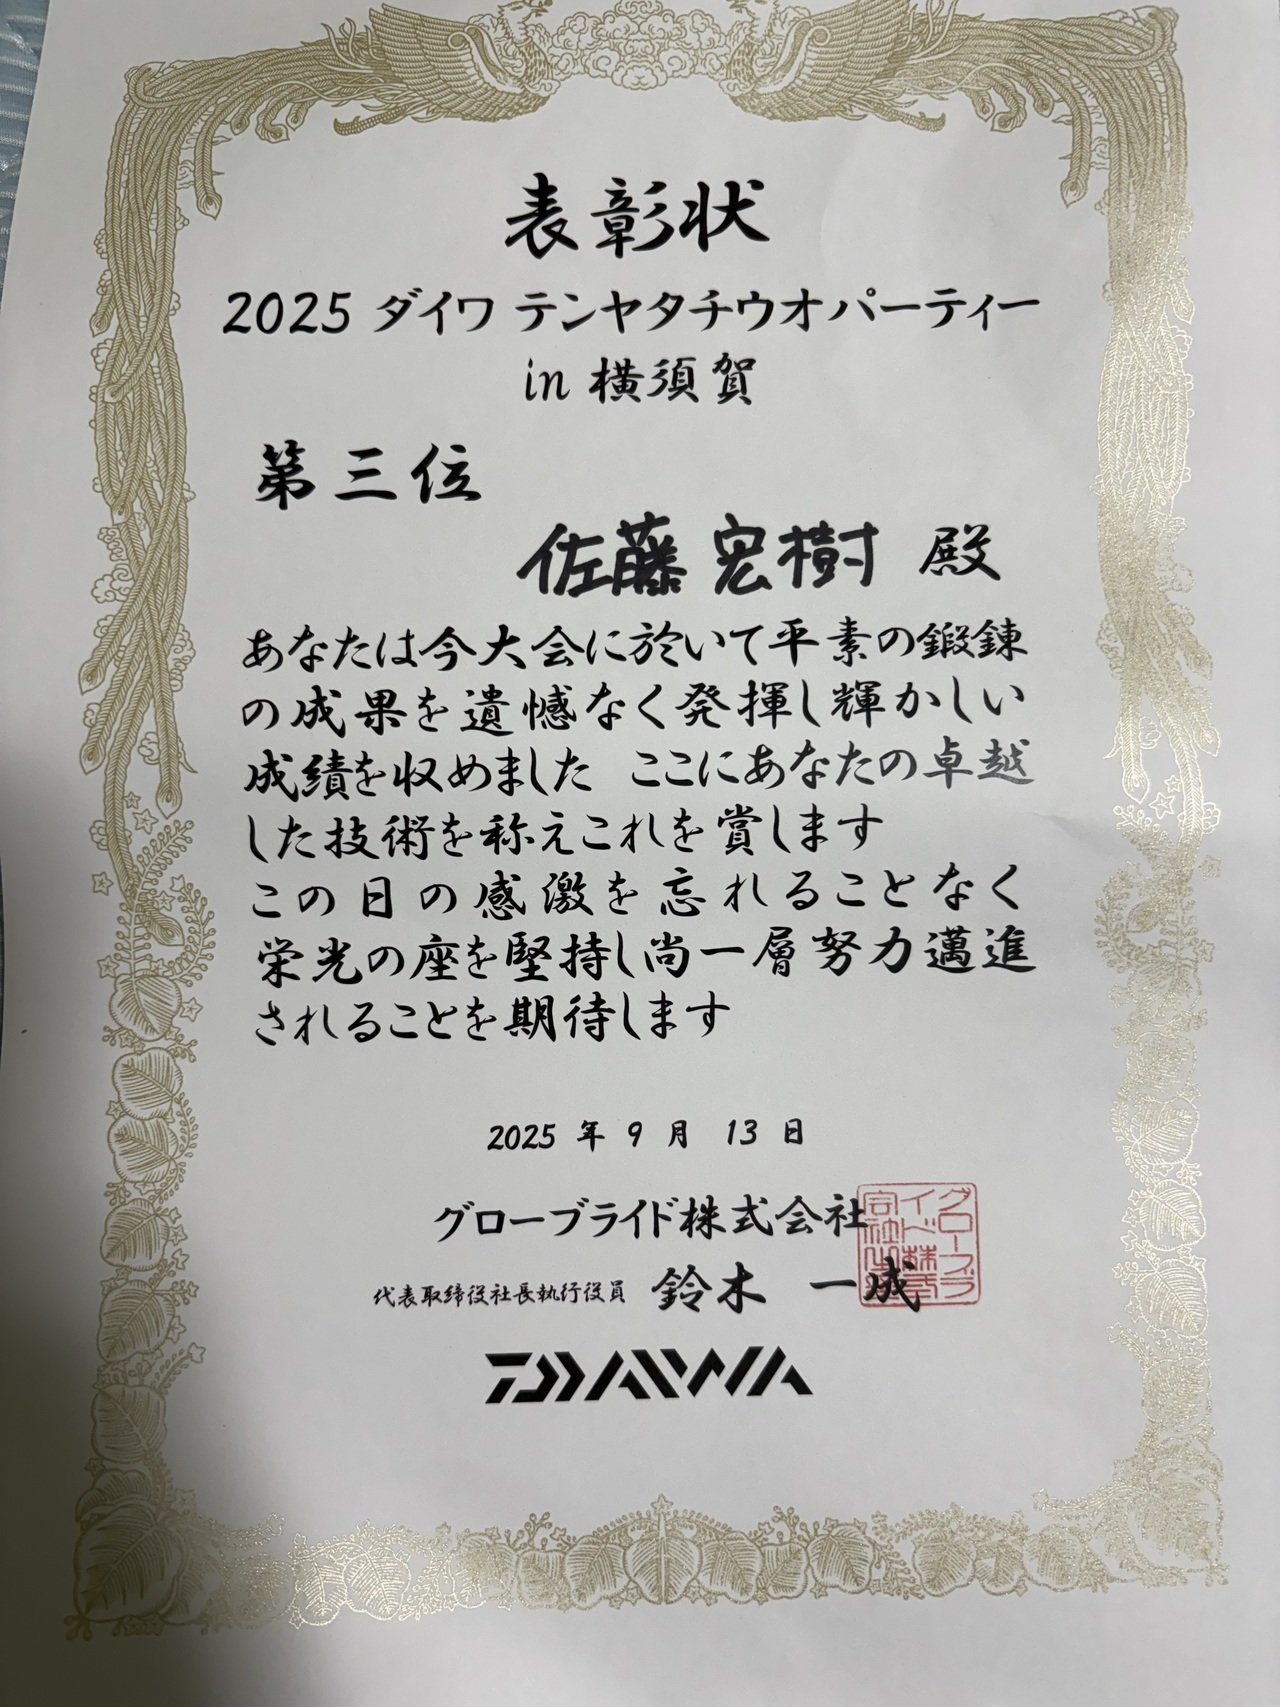 表彰状
2025 ダイワ テンヤタチウオパーティー
in 横須賀
第三位
佐藤 宏樹 殿
あなたは今大会に於いて平素の鍛錬
の成果を遺憾なく発揮し輝かしい
成績を収めました ここにあなたの卓越
した技術を称えこれを賞します
この日の感激を忘れることなく
栄光の座を堅持し尚一層努力邁進
されることを期待します
2025 年 9 月 13 日
グローブライド株式会社
代表取締役社長執行役員 鈴木 一成
DAIWA